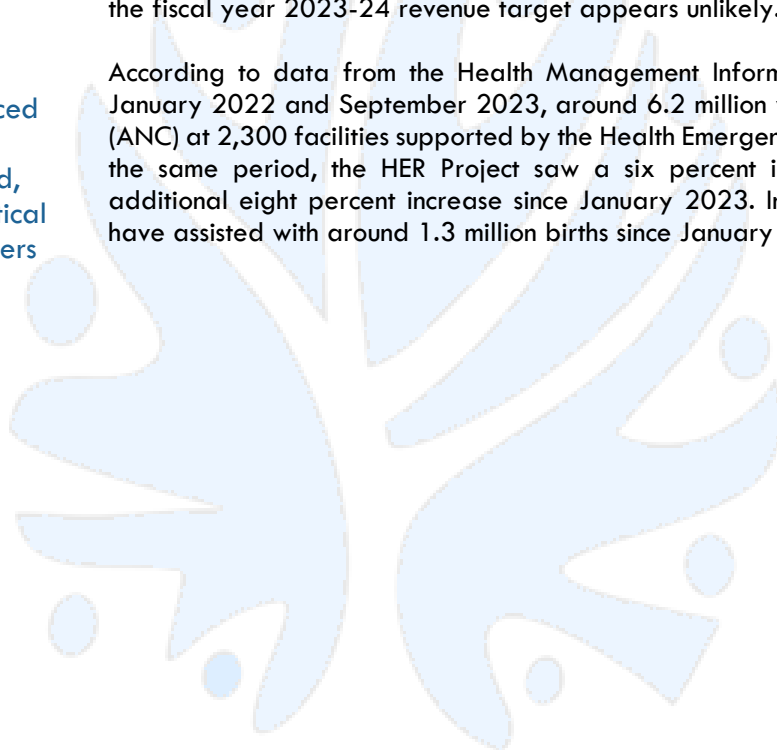 the fiscal year 2023-24 revenue target appears unlikely.
According to data from the Health Management Inform
January 2022 and September 2023, around 6.2 million
(ANC) at 2,300 facilities supported by the Health Emergen
the same period, the HER Project saw a six percent i
additional eight percent increase since January 2023. In
have assisted with around 1.3 million births since January
ced
d,
tical
ers